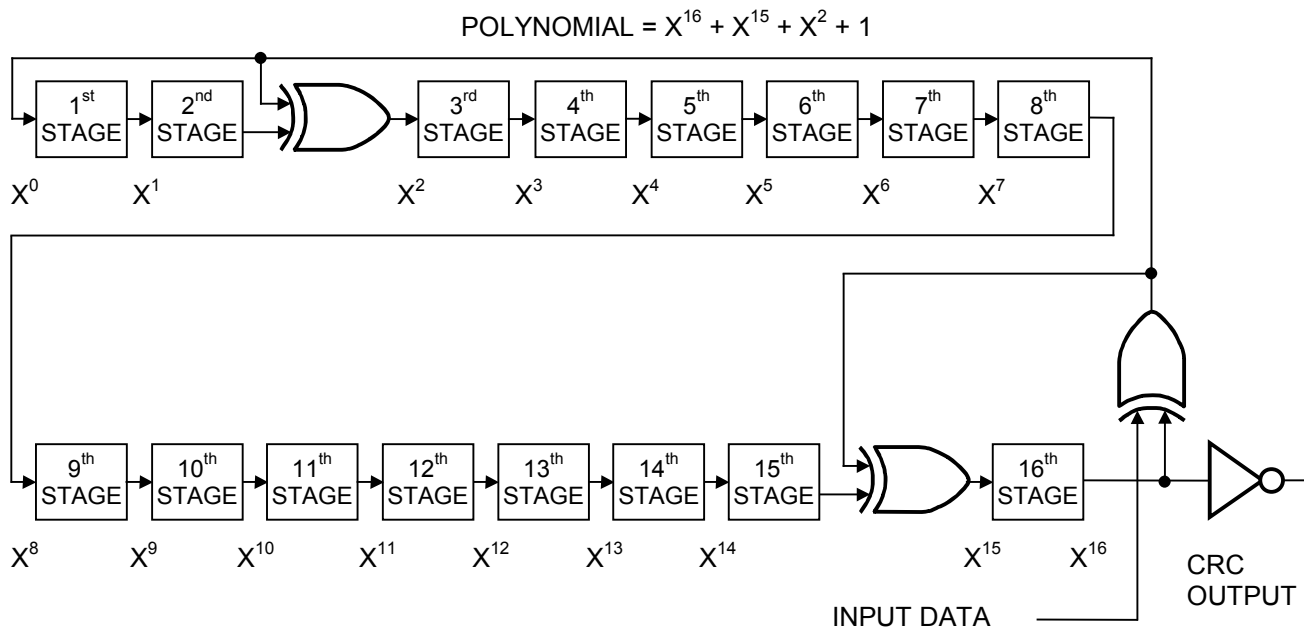 POLYNOMIAL = X¹⁶ + X¹⁵ + X² + 1
1ˢᵗ STAGE
2ⁿᵈ STAGE
3ʳᵈ STAGE
4ᵗʰ STAGE
5ᵗʰ STAGE
6ᵗʰ STAGE
7ᵗʰ STAGE
8ᵗʰ STAGE
X⁰ X¹ X² X³ X⁴ X⁵ X⁶ X⁷
9ᵗʰ STAGE
10ᵗʰ STAGE
11ᵗʰ STAGE
12ᵗʰ STAGE
13ᵗʰ STAGE
14ᵗʰ STAGE
15ᵗʰ STAGE
16ᵗʰ STAGE
X⁸ X⁹ X¹⁰ X¹¹ X¹² X¹³ X¹⁴ X¹⁵ X¹⁶
CRC
OUTPUT
INPUT DATA